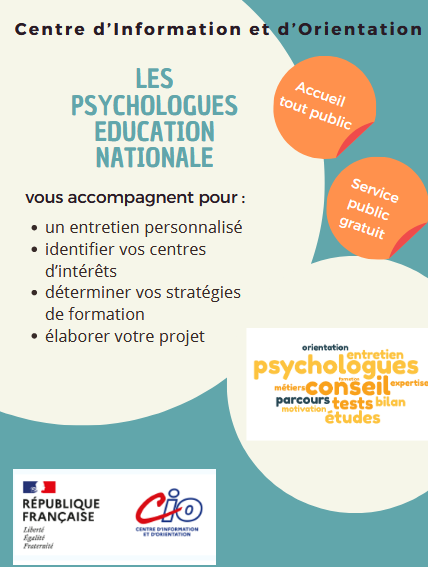 Centre d'Information et d'Orientation
LES
PSYCHOLOGUES
EDUCATION
NATIONALE
Accueil
tout public
Service
public
gratuit
vous accompagnent pour :
• un entretien personnalisé
• identifier vos centres
d'intérêts
• déterminer vos stratégies
de formation
• élaborer votre projet
orientation
entretien
psychologues
formation
métiers conseil expertise
parcours tests bilan
motivation
études
RÉPUBLIQUE
FRANÇAISE
Liberté
Égalité
Fraternité
cio
CENTRE D'INFORMATION
ET D'ORIENTATION